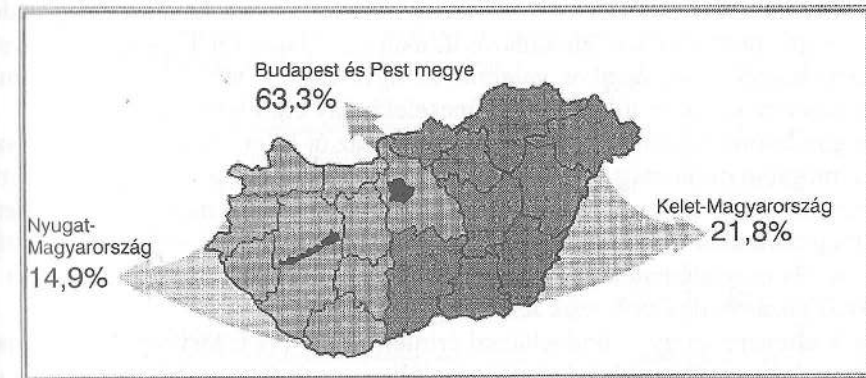 Budapest és Pest megye
63,3%
Nyugat-
Magyarország
14,9%
Kelet-Magyarország
21,8%